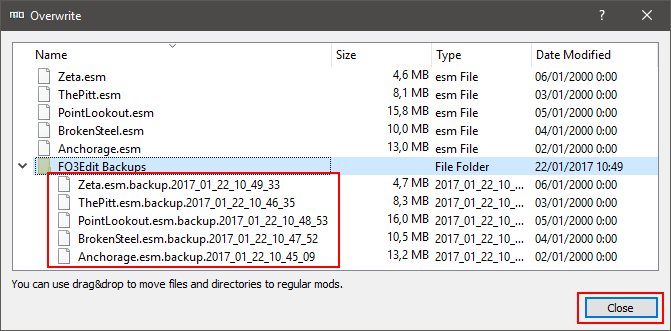 Overwrite
Name Size Type Date Modified
Zeta.esm 4,6 MB esm File 06/01/2000 0:00
ThePitt.esm 8,1 MB esm File 03/01/2000 0:00
PointLookout.esm 15,8 MB esm File 05/01/2000 0:00
BrokenSteel.esm 10,0 MB esm File 04/01/2000 0:00
Anchorage.esm 13,0 MB esm File 02/01/2000 0:00
FO3Edit Backups File Folder 22/01/2017 10:49
Zeta.esm.backup.2017_01_22_10_49_33 4,7 MB 2017_01_22_10_... 06/01/2000 0:00
ThePitt.esm.backup.2017_01_22_10_46_35 8,3 MB 2017_01_22_10_... 03/01/2000 0:00
PointLookout.esm.backup.2017_01_22_10_48_53 16,0 MB 2017_01_22_10_... 05/01/2000 0:00
BrokenSteel.esm.backup.2017_01_22_10_47_52 10,5 MB 2017_01_22_10_... 04/01/2000 0:00
Anchorage.esm.backup.2017_01_22_10_45_09 13,2 MB 2017_01_22_10_... 02/01/2000 0:00
You can use drag&drop to move files and directories to regular mods.
Close